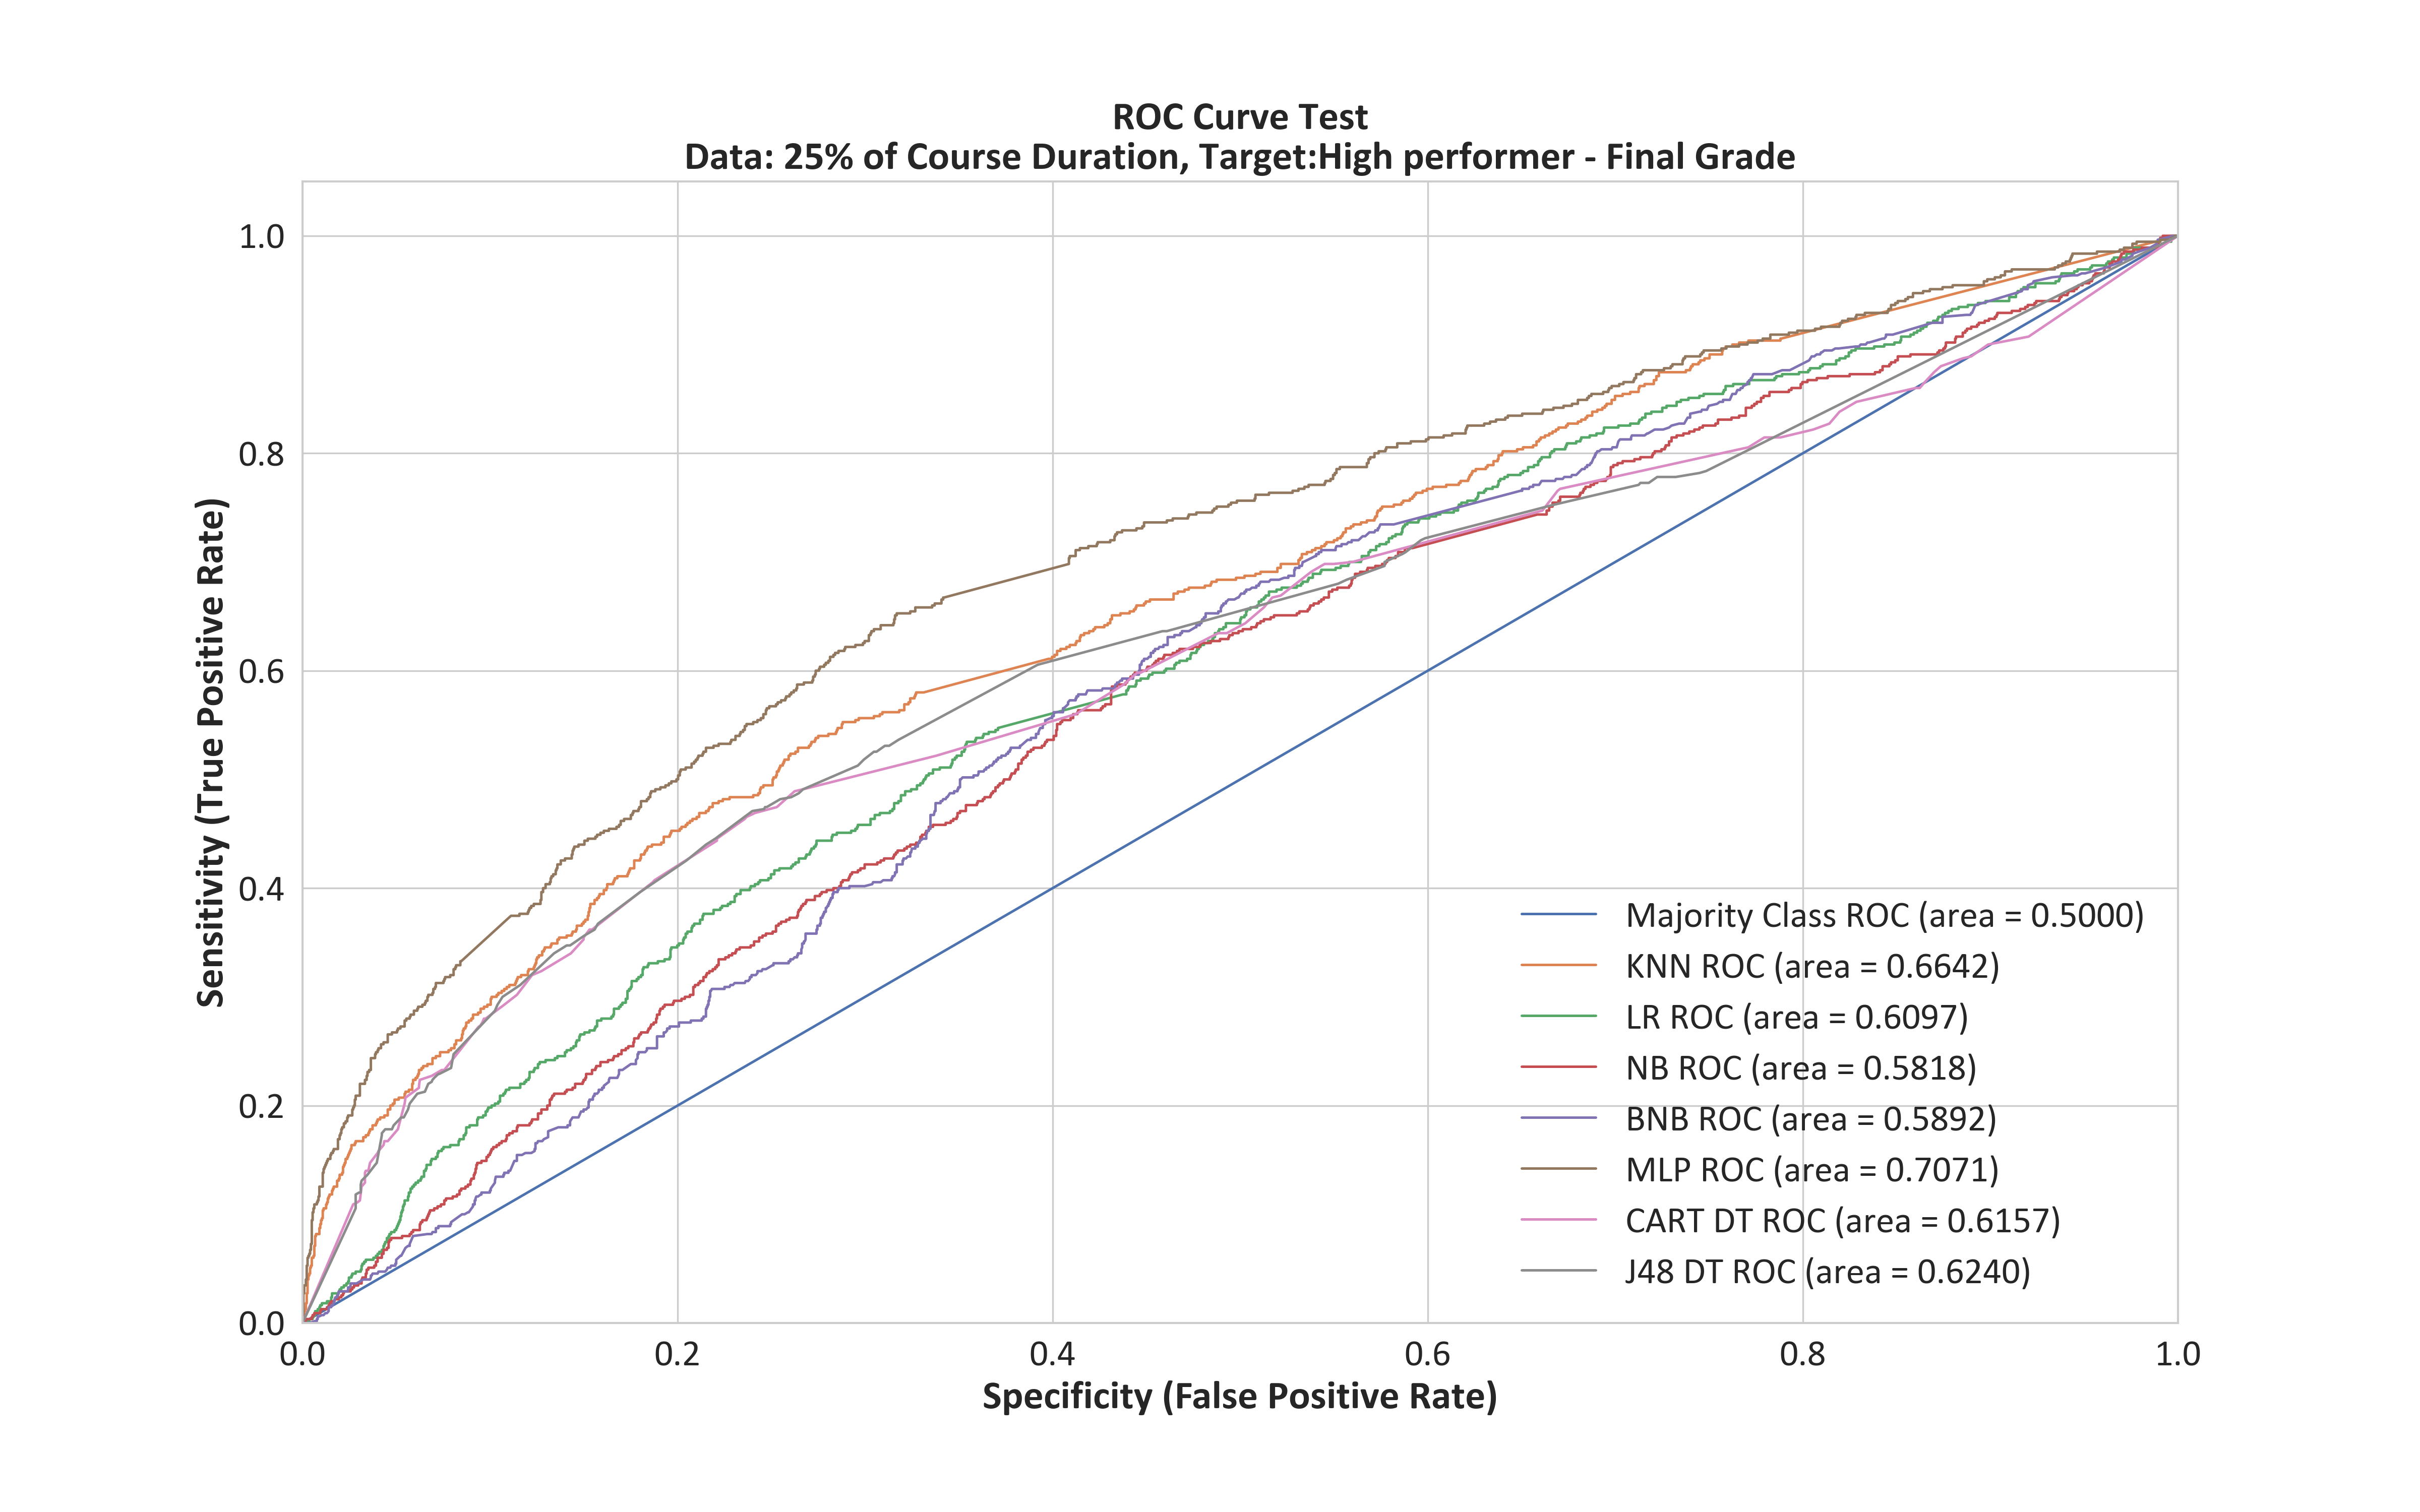 ROC Curve Test
Data: 25% of Course Duration, Target:High performer - Final Grade
Sensitivity (True Positive Rate)
1.0
0.8
0.6
0.4
0.2
0.0
Majority Class ROC (area = 0.5000)
KNN ROC (area = 0.6642)
LR ROC (area = 0.6097)
NB ROC (area = 0.5818)
BNB ROC (area = 0.5892)
MLP ROC (area = 0.7071)
CART DT ROC (area = 0.6157)
J48 DT ROC (area = 0.6240)
0.0 0.2 0.4 0.6 0.8 1.0
Specificity (False Positive Rate)